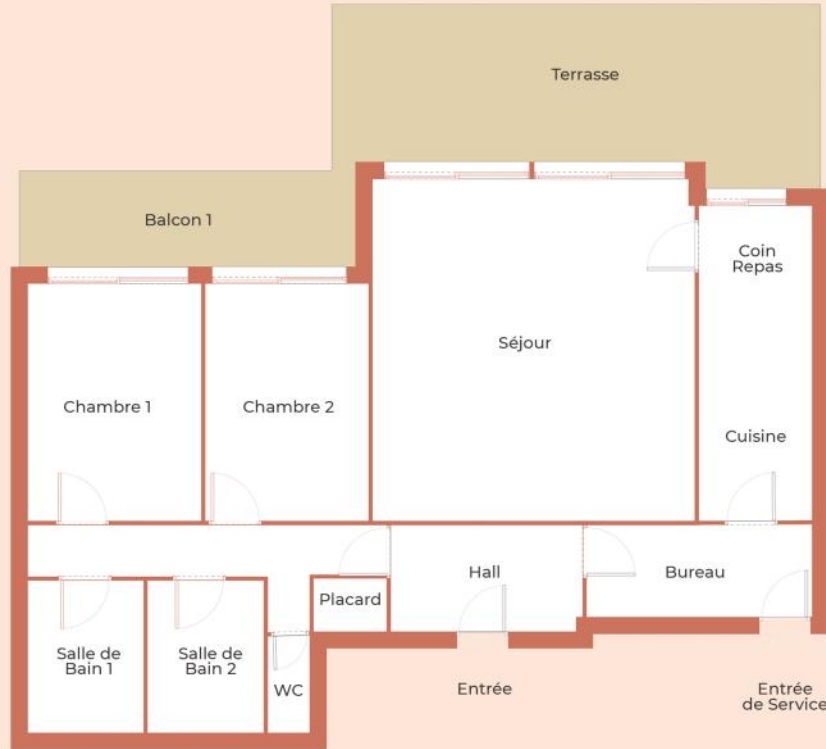 Terrasse
Balcon 1
Coin
Repas
Séjour
Chambre 1
Chambre 2
Cuisine
Hall
Bureau
Placard
Salle de
Bain 1
Salle de
Bain 2
WC
Entrée
Entrée
de Service